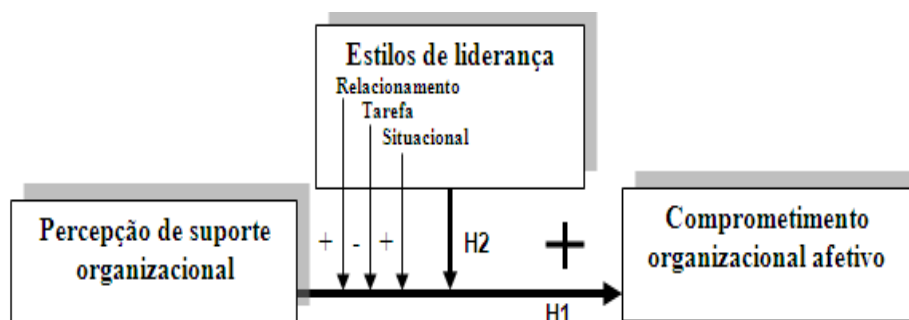 Estilos de liderança
Relacionamento
Tarefa
Situacional
Percepção de suporte
organizacional
+ - +
H2
+
Comprometimento
organizacional afetivo
H1